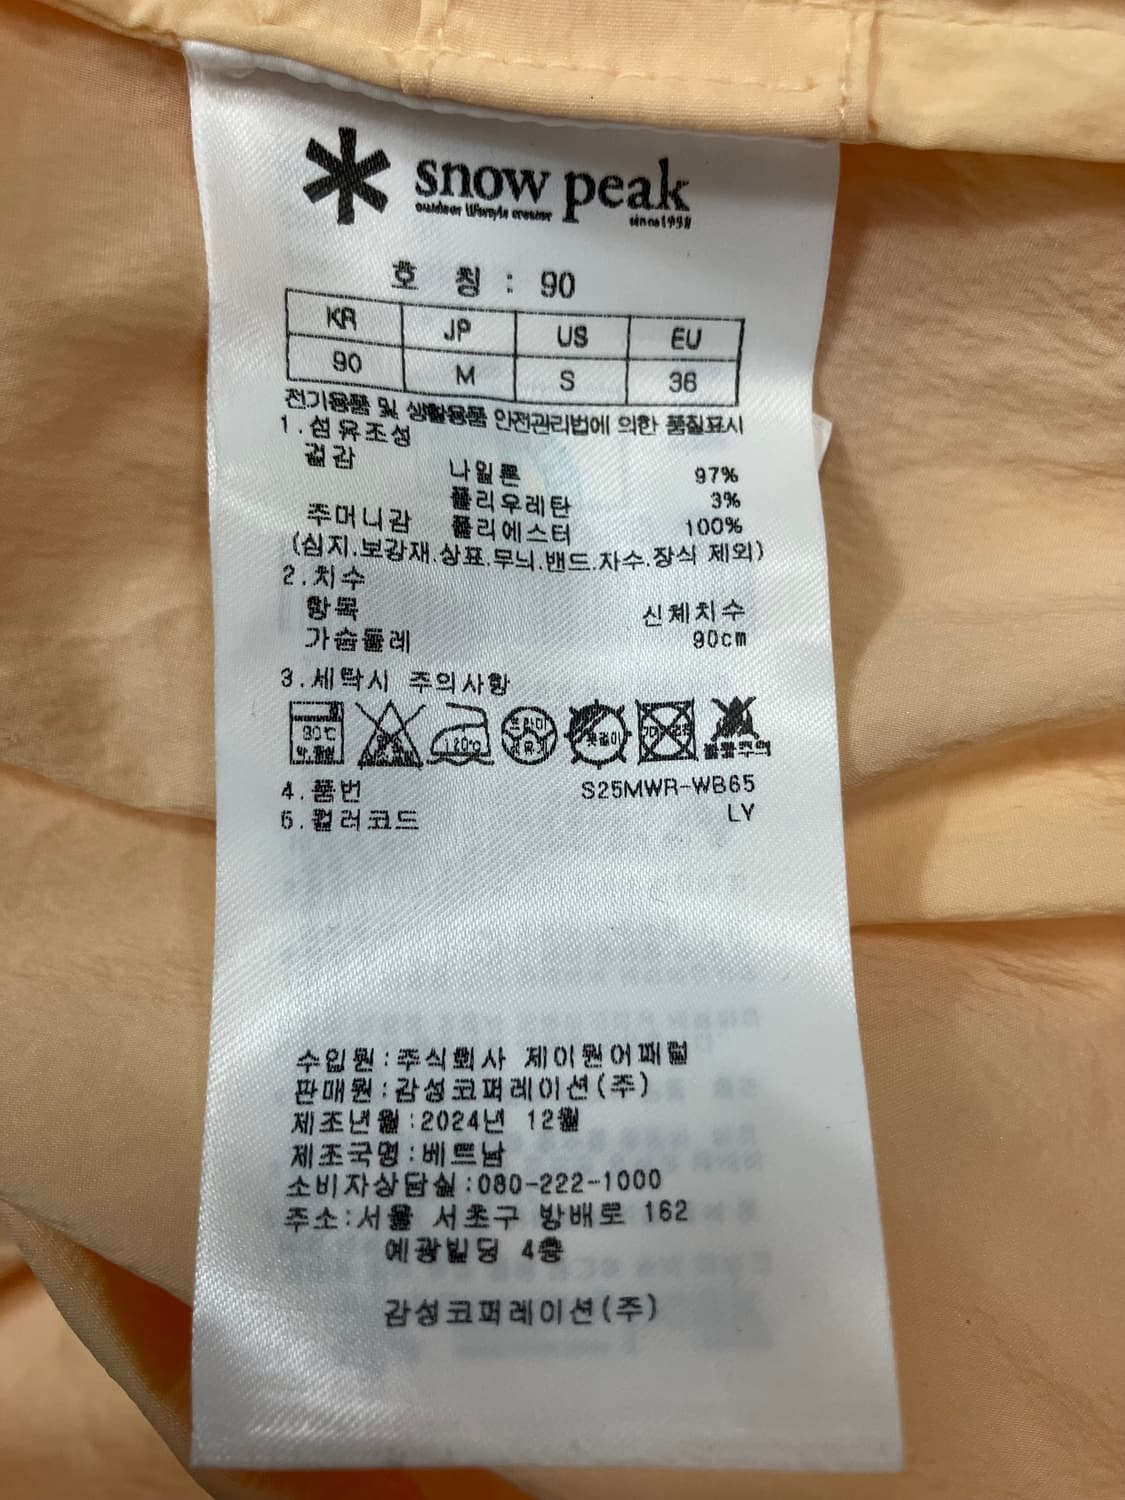 snow peak
outdoor lifestyle creator since1958
호 칭 : 90
KR JP US EU
90 M S 36
전기용품 및 생활용품 안전관리법에 의한 품질표시
1.섬유조성
겉감 나일론 97%
폴리우레탄 3%
주머니감 폴리에스터 100%
(심지.보강재.상표.무늬.밴드.자수.장식 제외)
2.치수
항목 신체치수
가슴둘레 90cm
3.세탁시 주의사항
30℃ 120℃ 드라이
4.품번 S25MWR-WB65
5.컬러코드 LY
수입원:주식회사 제이원어패럴
판매원:감성코퍼레이션(주)
제조년월:2024년 12월
제조국명:베트남
소비자상담실:080-222-1000
주소:서울 서초구 방배로 162
예광빌딩 4층
감성코퍼레이션(주)